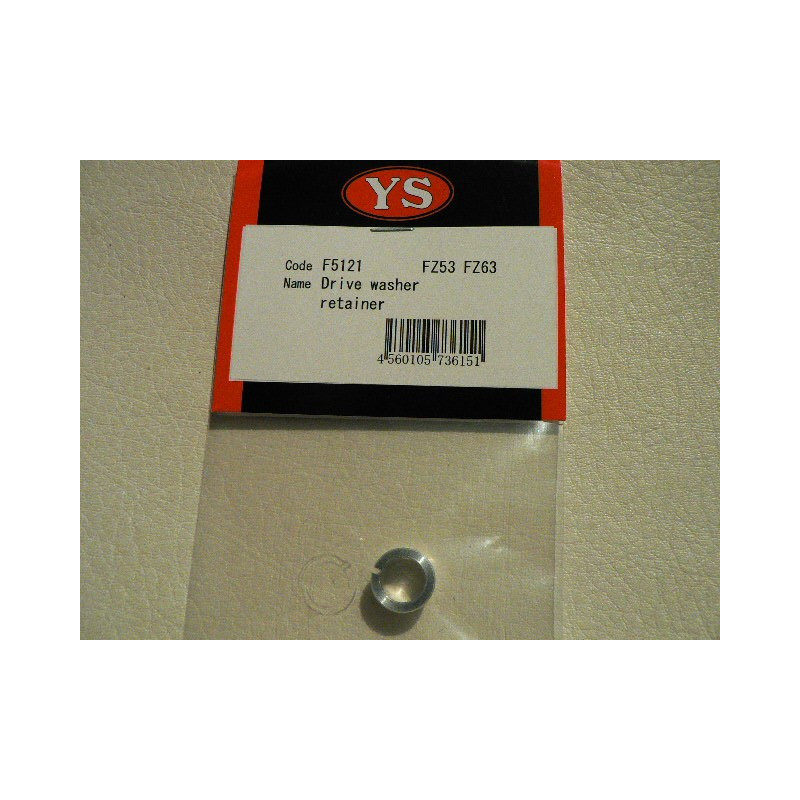 YS
Code F5121 FZ53 FZ63
Name Drive washer
retainer
4 560105 736151